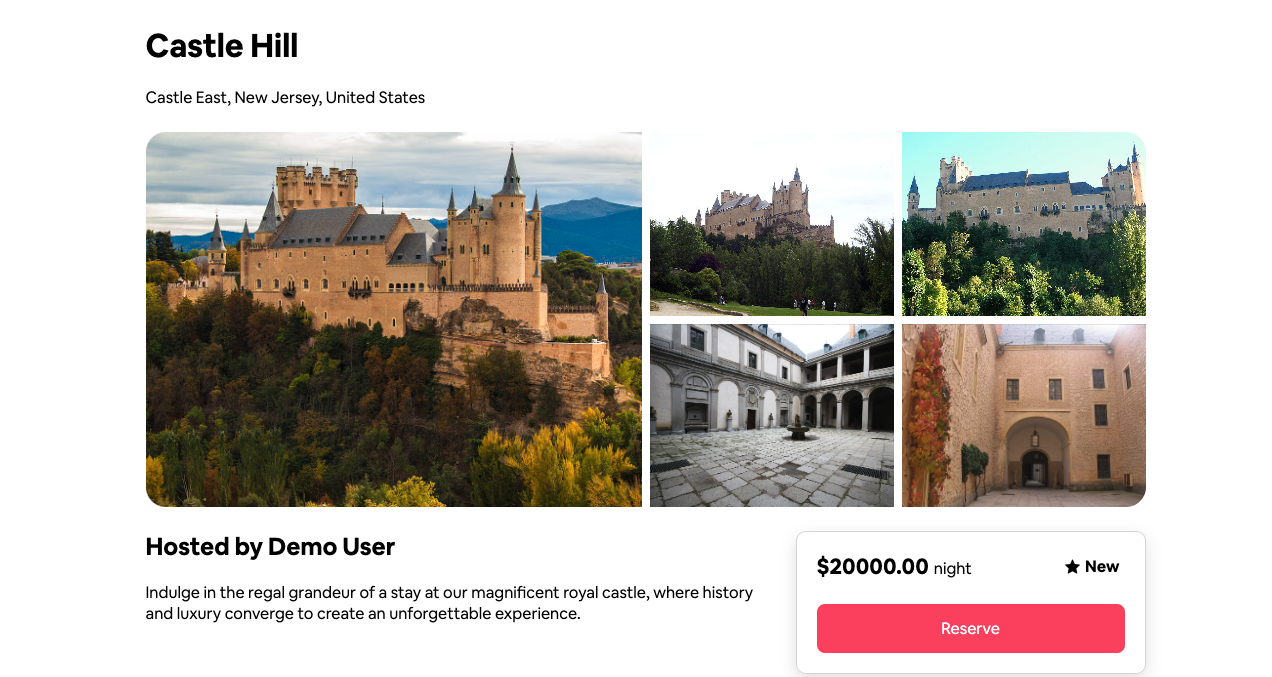 Castle Hill
Castle East, New Jersey, United States
Hosted by Demo User
Indulge in the regal grandeur of a stay at our magnificent royal castle, where history
and luxury converge to create an unforgettable experience.
$20000.00 night
New
Reserve